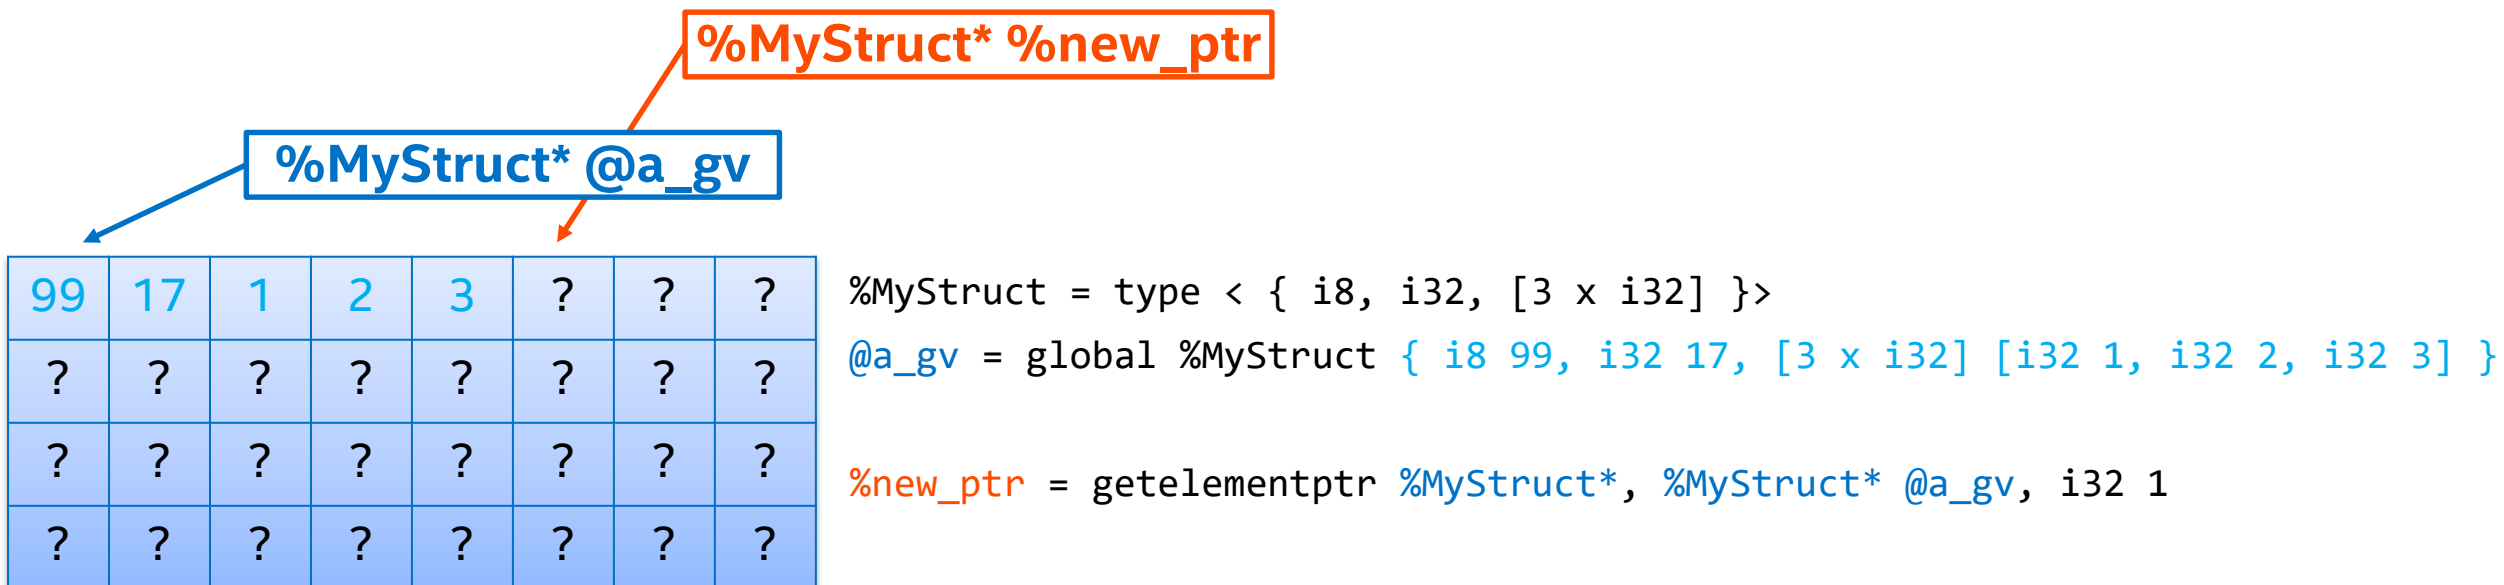 %MyStruct* %new_ptr
%MyStruct* @a_gv
99 17 1 2 3 ? ? ?
? ? ? ? ? ? ? ?
? ? ? ? ? ? ? ?
? ? ? ? ? ? ? ?
%MyStruct = type < { i8, i32, [3 x i32] }>
@a_gv = global %MyStruct { i8 99, i32 17, [3 x i32] [i32 1, i32 2, i32 3] }
%new_ptr = getelementptr %MyStruct*, %MyStruct* @a_gv, i32 1